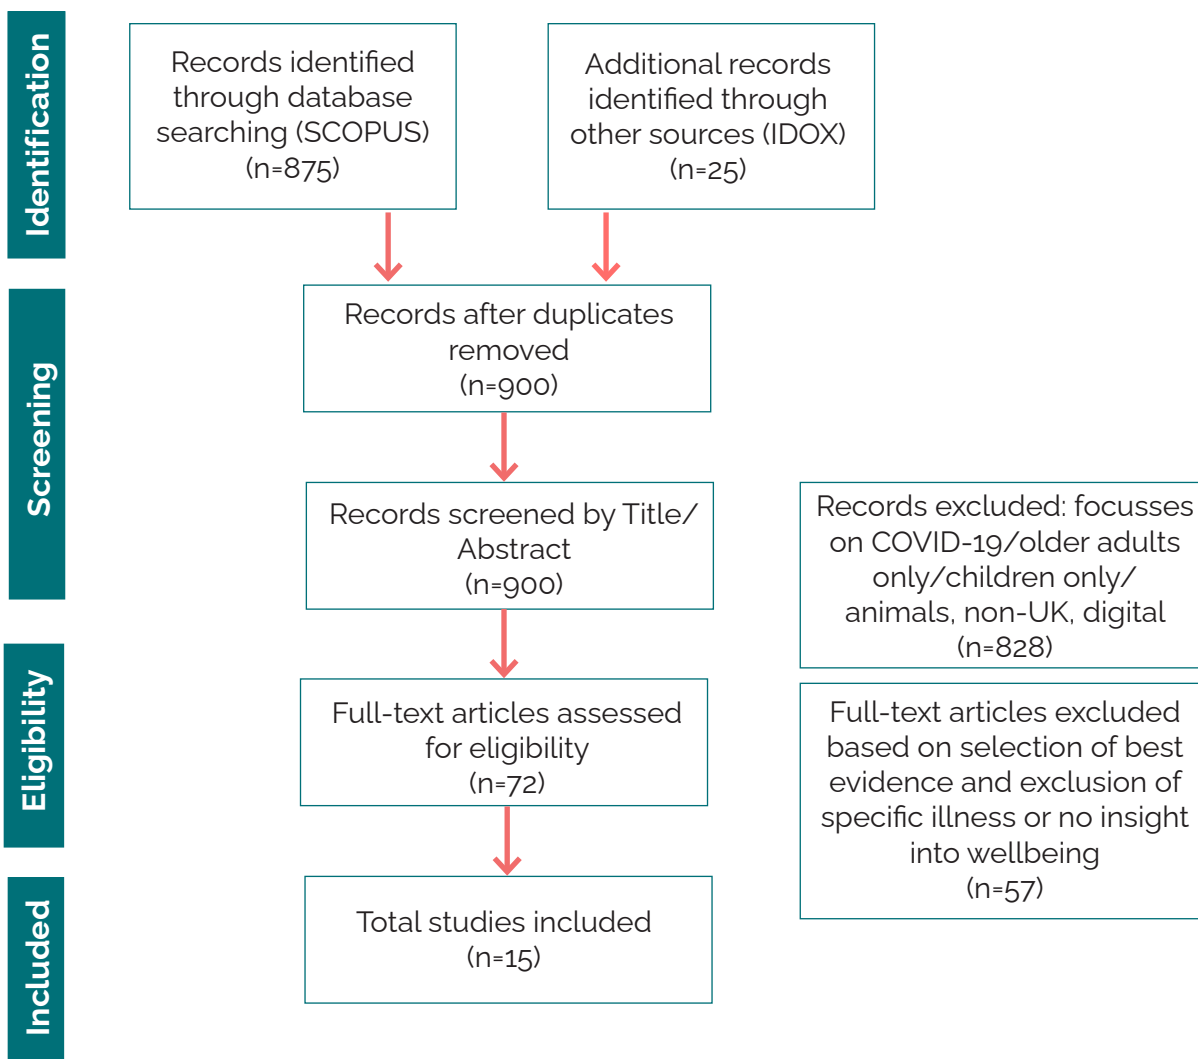 Identification
Records identified
through database
searching (SCOPUS)
(n=875)
Additional records
identified through
other sources (IDOX)
(n=25)
Screening
Records after duplicates
removed
(n=900)
Records screened by Title/
Abstract
(n=900)
Records excluded: focusses
on COVID-19/older adults
only/children only/
animals, non-UK, digital
(n=828)
Eligibility
Full-text articles assessed
for eligibility
(n=72)
Full-text articles excluded
based on selection of best
evidence and exclusion of
specific illness or no insight
into wellbeing
(n=57)
Included
Total studies included
(n=15)